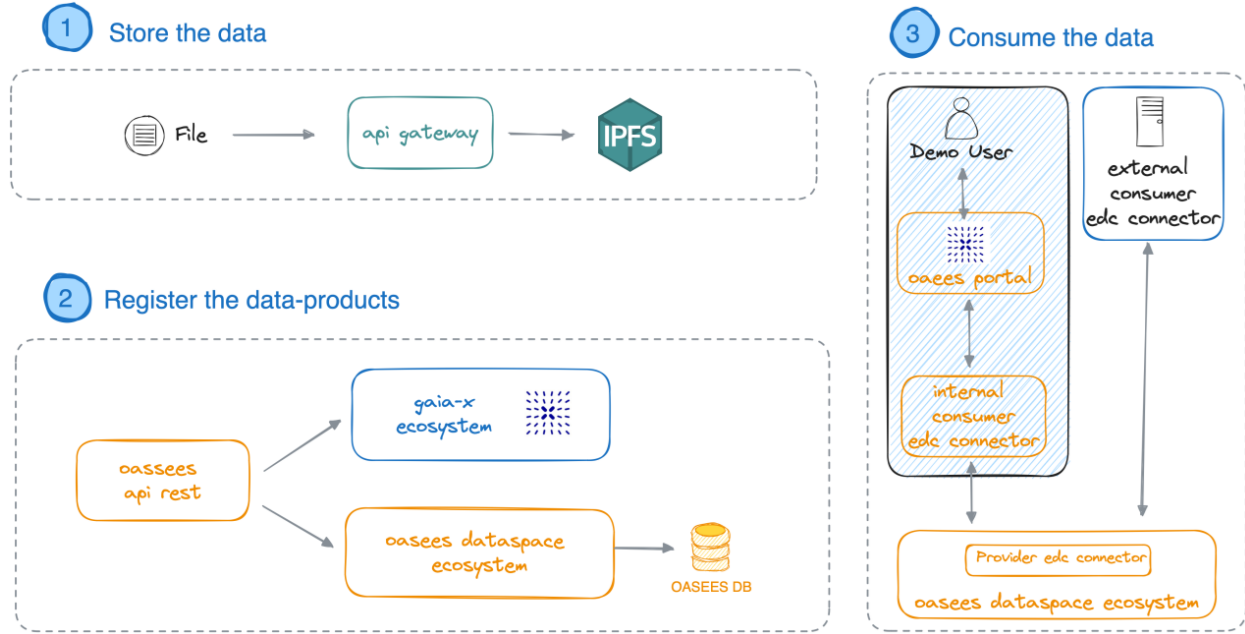 1 Store the data
File
api gateway
IPFS
2 Register the data-products
oassees
api rest
gaia-x
ecosystem
oasees dataspace
ecosystem
OASEES DB
3 Consume the data
Demo User
oaees portal
internal
consumer
edc connector
external
consumer
edc connector
Provider edc connector
oasees dataspace ecosystem